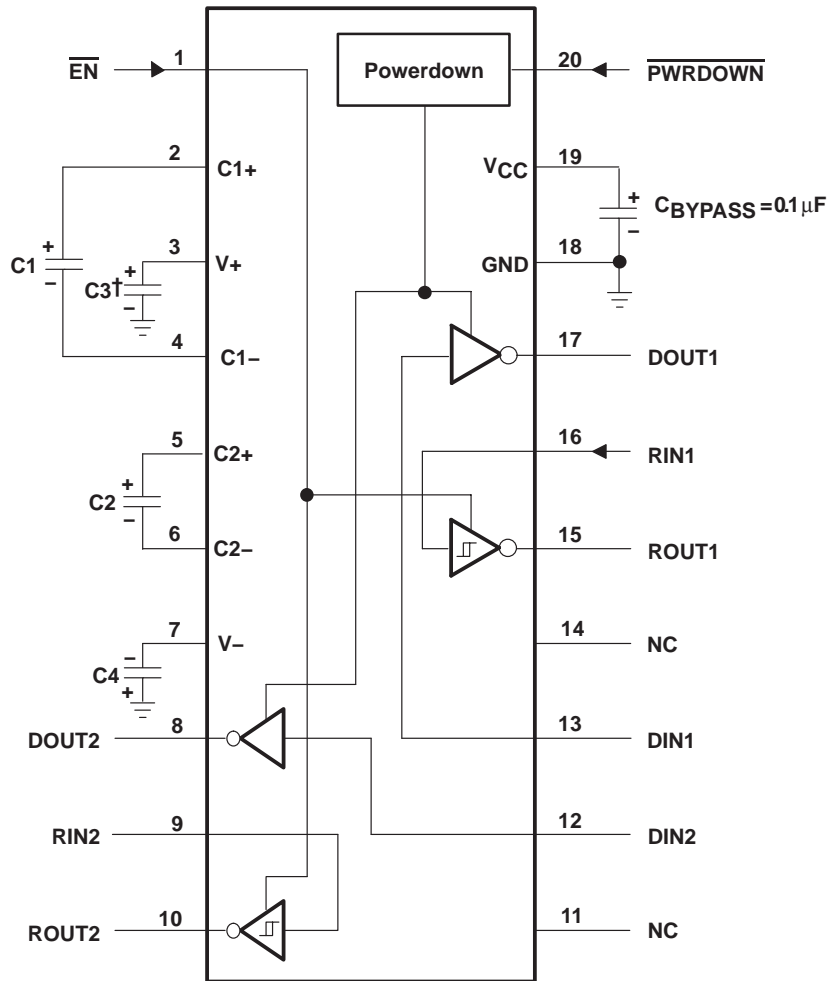 EN 1
Powerdown
20 PWRDOWN
2 C1+
VCC 19
+
CBYPASS = 0.1 μF
–
3 V+
+
C1
–
+
C3†
–
GND 18
4 C1–
17 DOUT1
5 C2+
16 RIN1
+
C2
–
6 C2–
15 ROUT1
7 V–
14 NC
–
C4
+
DOUT2 8
13 DIN1
RIN2 9
12 DIN2
ROUT2 10
11 NC